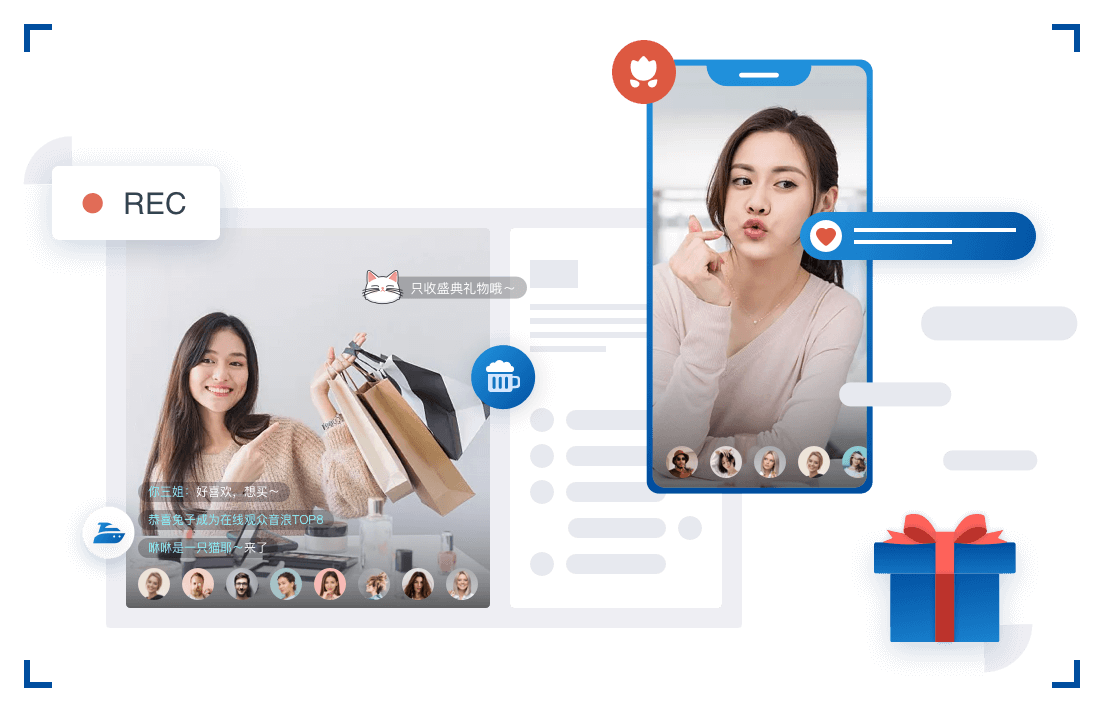 REC
只收盛典礼物哦～
你三姐：好喜欢，想买～
恭喜兔子成为在线观众音浪TOP8
咻咻是一只猫耶～来了